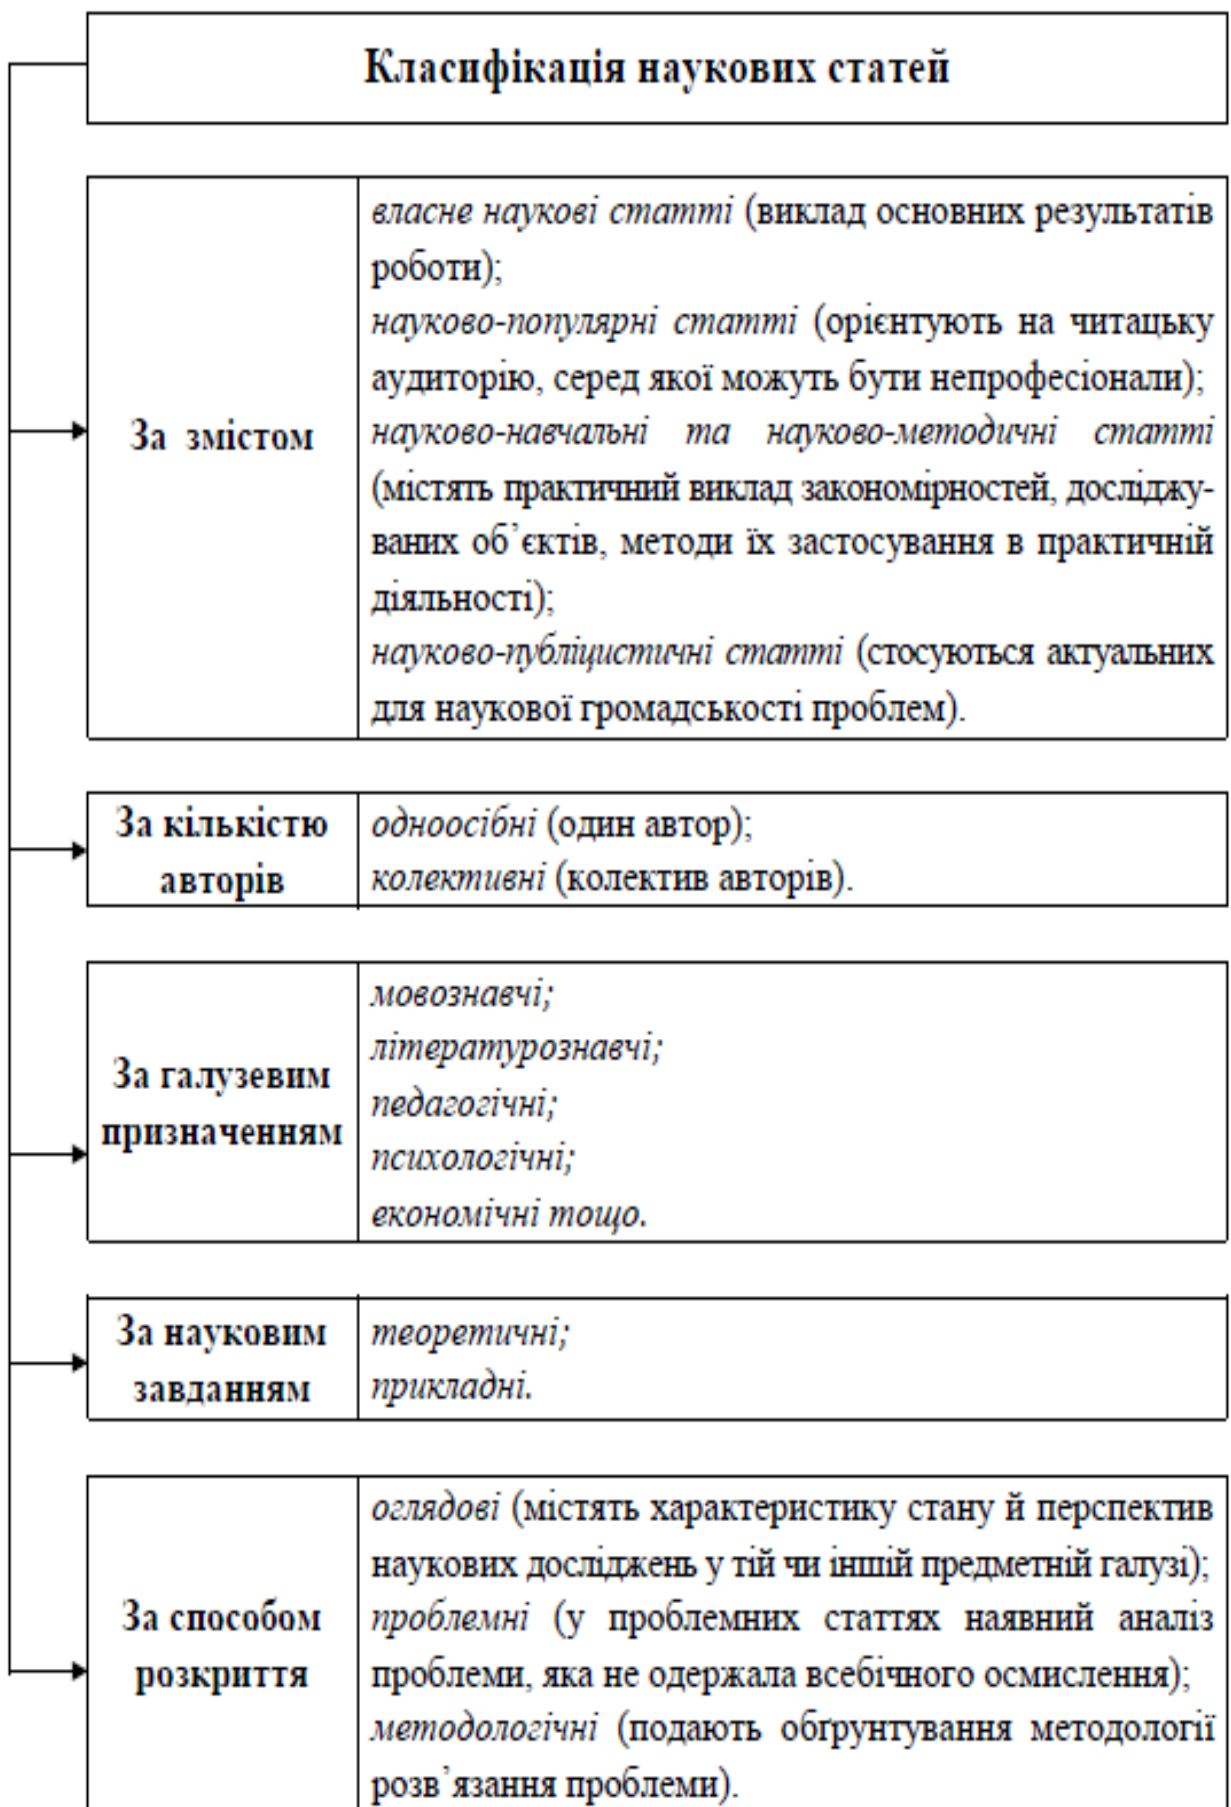 Класифікація наукових статей
За змістом
власне наукові статті (виклад основних результатів
роботи);
науково-популярні статті (орієнтують на читацьку
аудиторію, серед якої можуть бути непрофесіонали);
науково-навчальні та науково-методичні статті
(містять практичний виклад закономірностей, досліджу-
ваних об’єктів, методи їх застосування в практичній
діяльності);
науково-публіцистичні статті (стосуються актуальних
для наукової громадськості проблем).
За кількістю
авторів
одноосібні (один автор);
колективні (колектив авторів).
За галузевим
призначенням
мовознавчі;
літературознавчі;
педагогічні;
психологічні;
економічні тощо.
За науковим
завданням
теоретичні;
прикладні.
За способом
розкриття
оглядові (містять характеристику стану й перспектив
наукових досліджень у тій чи іншій предметній галузі);
проблемні (у проблемних статтях наявний аналіз
проблеми, яка не одержала всебічного осмислення);
методологічні (подають обґрунтування методології
розв’язання проблеми).